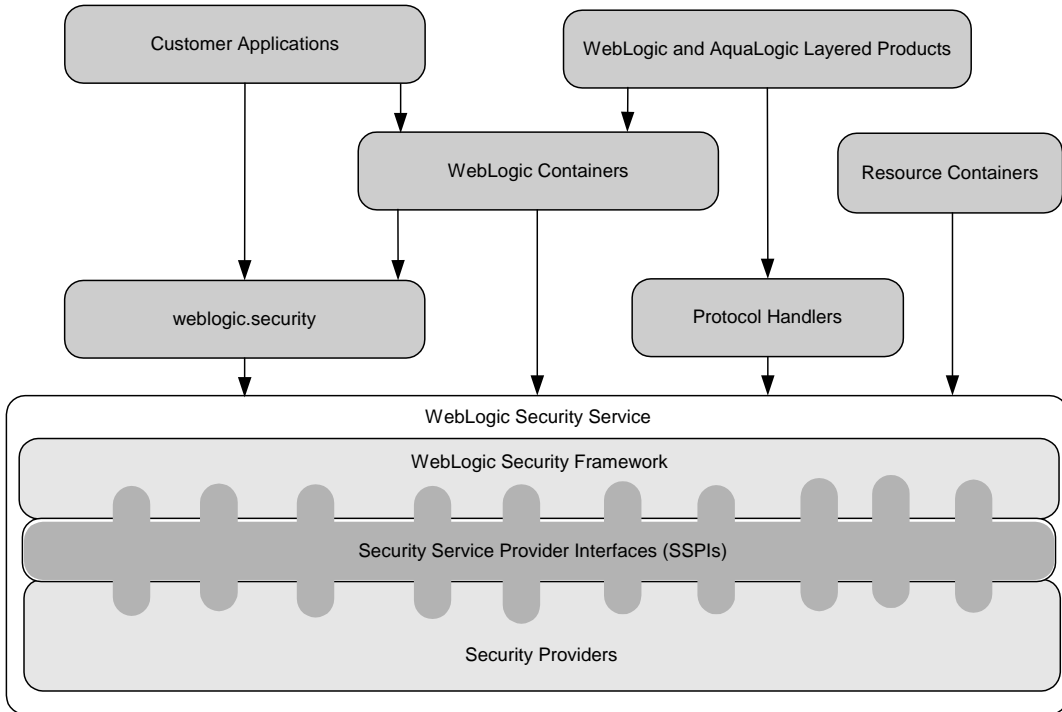 Customer Applications
WebLogic and AquaLogic Layered Products
WebLogic Containers
Resource Containers
weblogic.security
Protocol Handlers
WebLogic Security Service
WebLogic Security Framework
Security Service Provider Interfaces (SSPIs)
Security Providers